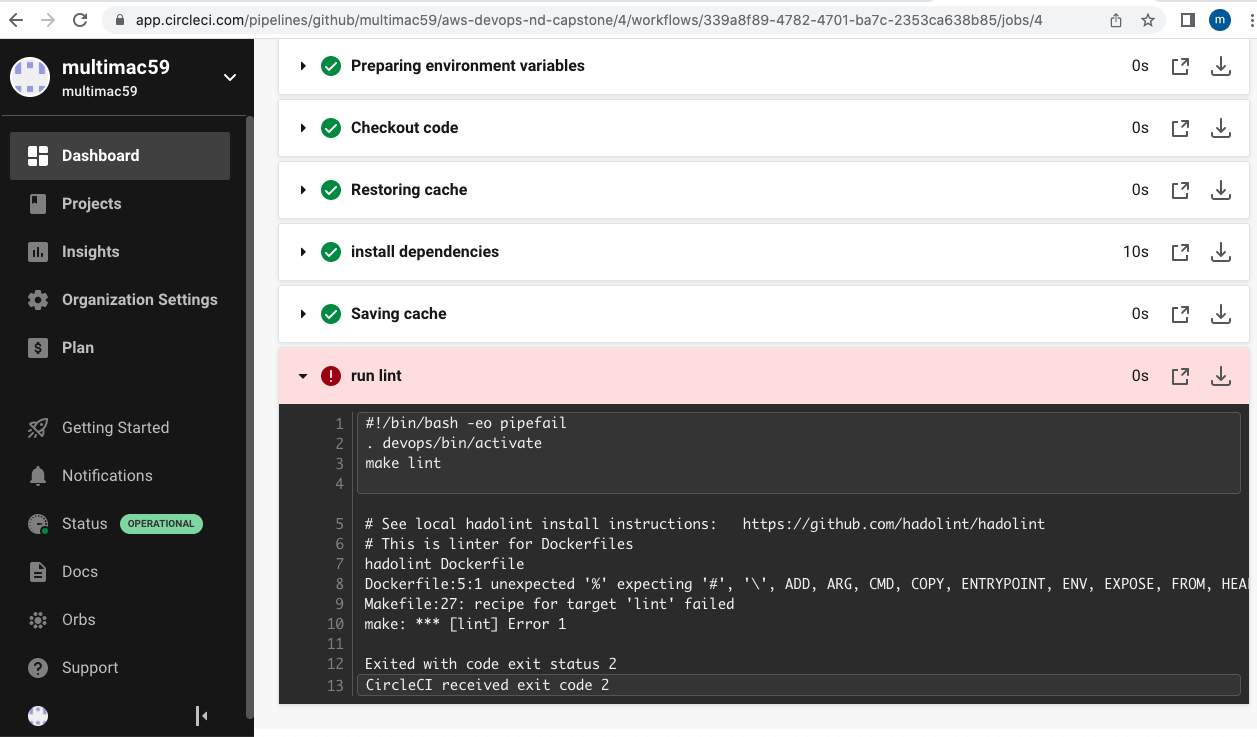 app.circleci.com/pipelines/github/multimac59/aws-devops-nd-capstone/4/workflows/339a8f89-4782-4701-ba7c-2353ca638b85/jobs/4
m
multimac59
multimac59
Dashboard
Projects
Insights
Organization Settings
Plan
Getting Started
Notifications
Status OPERATIONAL
Docs
Orbs
Support
Preparing environment variables 0s
Checkout code 0s
Restoring cache 0s
install dependencies 10s
Saving cache 0s
run lint 0s
1 #!/bin/bash -eo pipefail
2 . devops/bin/activate
3 make lint
4
5 # See local hadolint install instructions:   https://github.com/hadolint/hadolint
6 # This is linter for Dockerfiles
7 hadolint Dockerfile
8 Dockerfile:5:1 unexpected '%' expecting '#', '\', ADD, ARG, CMD, COPY, ENTRYPOINT, ENV, EXPOSE, FROM, HEA
9 Makefile:27: recipe for target 'lint' failed
10 make: *** [lint] Error 1
11
12 Exited with code exit status 2
13 CircleCI received exit code 2